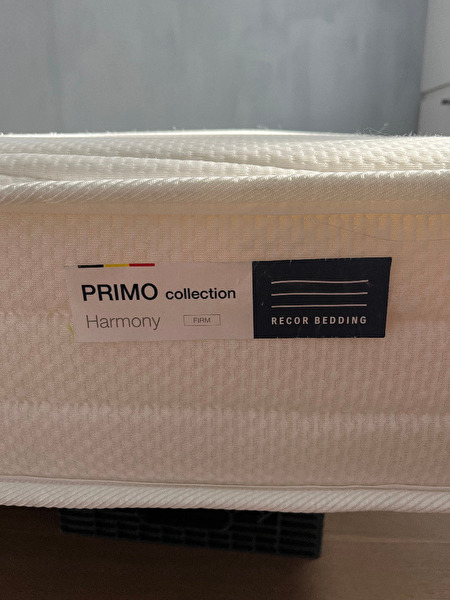 PRIMO collection
Harmony FIRM
RECOR BEDDING